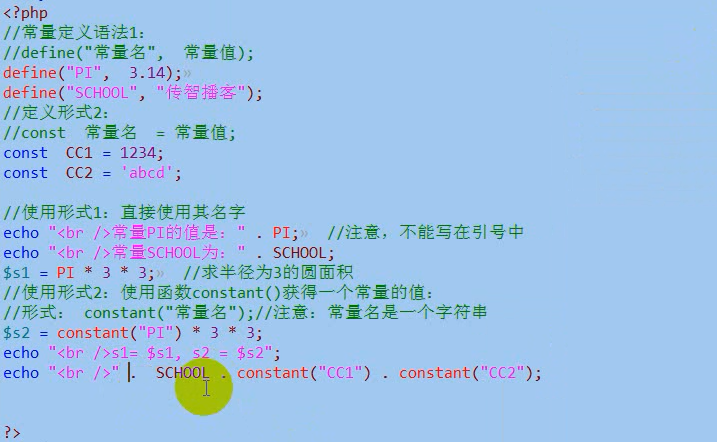 <?php
//常量定义语法1:
//define("常量名", 常量值);
define("PI", 3.14);
define("SCHOOL", "传智播客");
//定义形式2:
//const 常量名 = 常量值;
const CC1 = 1234;
const CC2 = 'abcd';
//使用形式1: 直接使用其名字
echo "<br />常量PI的值是: " . PI; //注意, 不能写在引号中
echo "<br />常量SCHOOL为: " . SCHOOL;
$s1 = PI * 3 * 3; //求半径为3的圆面积
//使用形式2: 使用函数constant()获得一个常量的值:
//形式: constant("常量名");//注意: 常量名是一个字符串
$s2 = constant("PI") * 3 * 3;
echo "<br />s1= $s1, s2 = $s2";
echo "<br />" . SCHOOL . constant("CC1") . constant("CC2");
?>